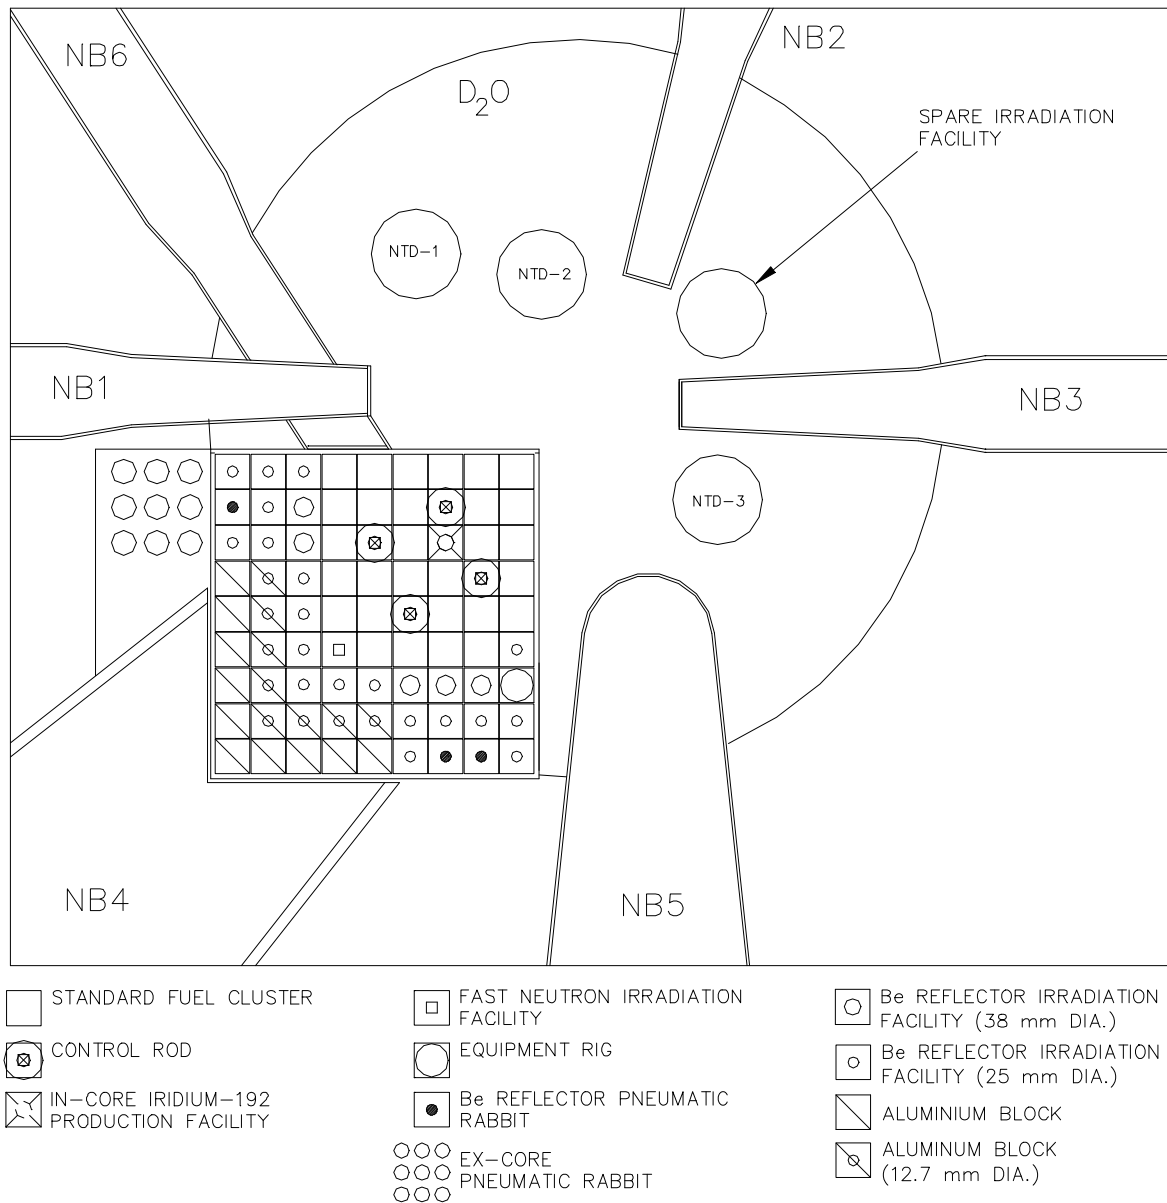 NB6
NB2
D₂O
SPARE IRRADIATION
FACILITY
NTD-1
NTD-2
NB1
NB3
NTD-3
NB4
NB5
STANDARD FUEL CLUSTER
CONTROL ROD
IN-CORE IRIDIUM-192
PRODUCTION FACILITY
FAST NEUTRON IRRADIATION
FACILITY
EQUIPMENT RIG
Be REFLECTOR PNEUMATIC
RABBIT
EX-CORE
PNEUMATIC RABBIT
Be REFLECTOR IRRADIATION
FACILITY (38 mm DIA.)
Be REFLECTOR IRRADIATION
FACILITY (25 mm DIA.)
ALUMINIUM BLOCK
ALUMINUM BLOCK
(12.7 mm DIA.)